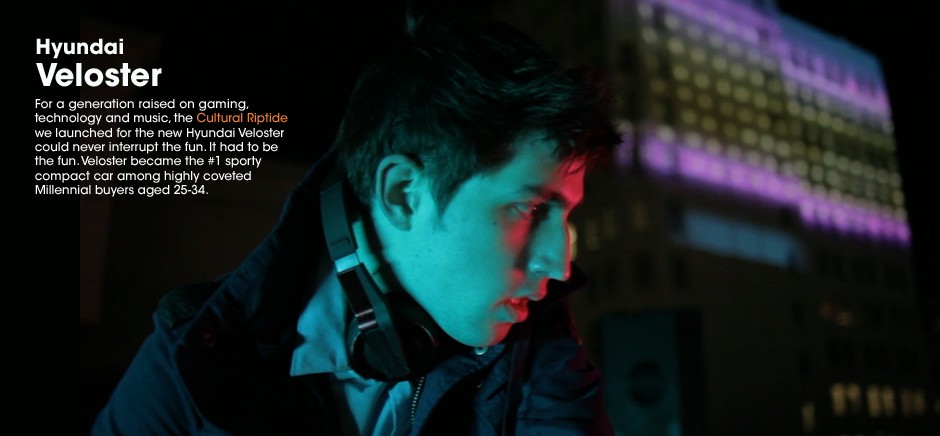 Hyundai
Veloster
For a generation raised on gaming,
technology and music, the Cultural Riptide
we launched for the new Hyundai Veloster
could never interrupt the fun. It had to be
the fun. Veloster became the #1 sporty
compact car among highly coveted
Millennial buyers aged 25-34.